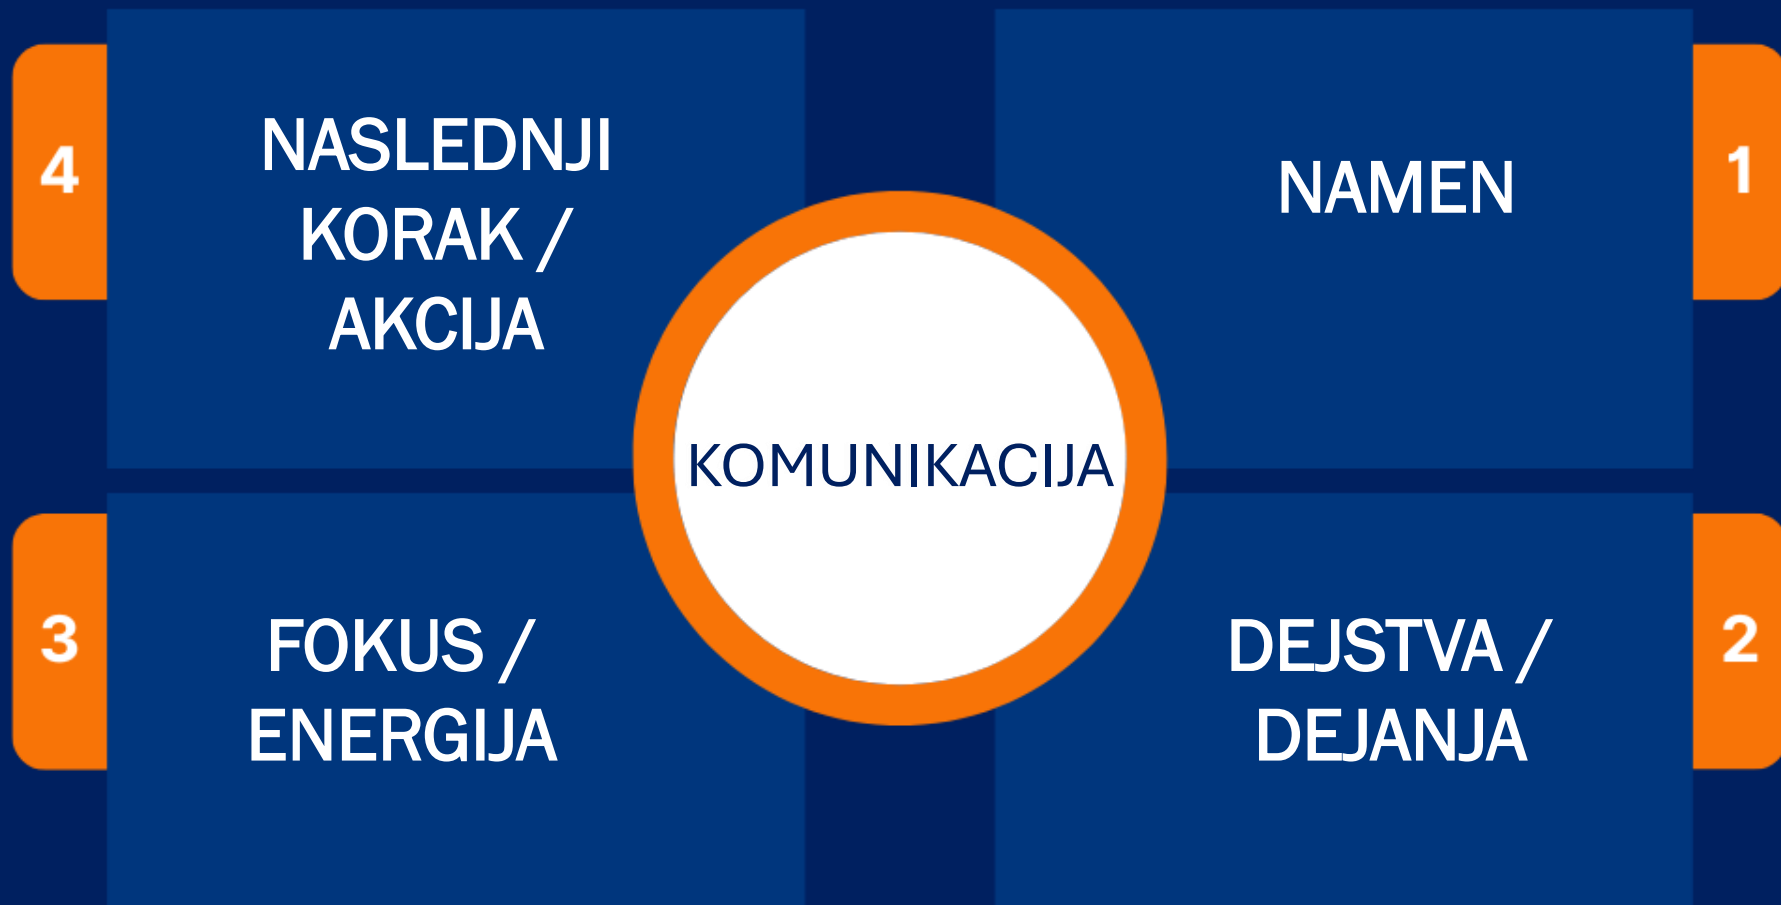 4
NASLEDNJI
KORAK /
AKCIJA
NAMEN
1
KOMUNIKACIJA
3
FOKUS /
ENERGIJA
DEJSTVA /
DEJANJA
2